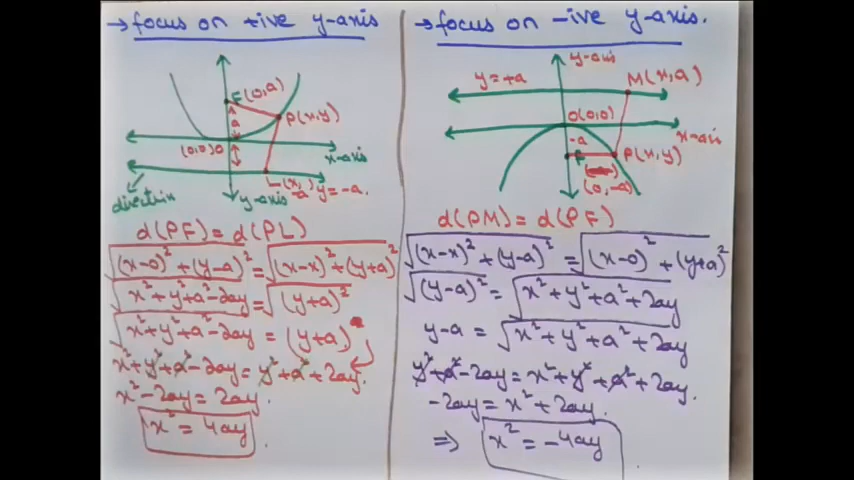 → focus on +ive y-axis
F(0,a)
a
P(x,y)
(0,0)0
x-axis
L(x,-a)
y=-a.
directrix
y-axis
d(PF) = d(PL)
√(x-0)² + (y-a)² = √(x-x)² + (y+a)²
√x² + y² + a² - 2ay = √(y+a)²
√x² + y² + a² - 2ay = (y+a)
x² + y² + a² - 2ay = y² + a² + 2ay.
x² - 2ay = 2ay.
x² = 4ay
→ focus on -ive y-axis.
y-axis
y=+a
M(x,a)
O(0,0)
x-axis
-a
F
P(x,y)
(0,-a)
d(PM) = d(PF)
√(x-x)² + (y-a)² = √(x-0)² + (y+a)²
√(y-a)² = √x² + y² + a² + 2ay
y-a = √x² + y² + a² + 2ay
y² + a² - 2ay = x² + y² + a² + 2ay.
-2ay = x² + 2ay.
⇒ x² = -4ay